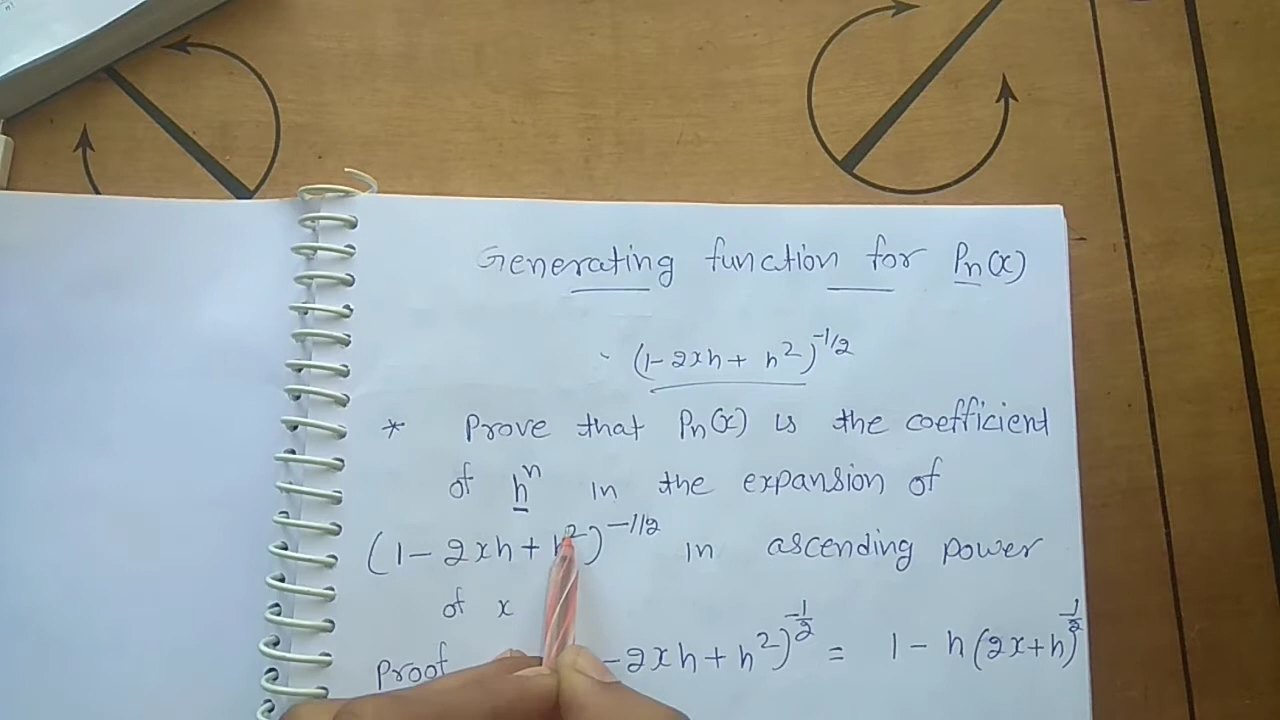 Generating function for Pn(x)
(1-2xh+h²)^-1/2
* Prove that Pn(x) is the coefficient
of h^n in the expansion of
(1-2xh+h²)^-1/2 in ascending power
of x
Proof -2xh+h²)^-1/2 = 1-h(2x+h)^-1/2